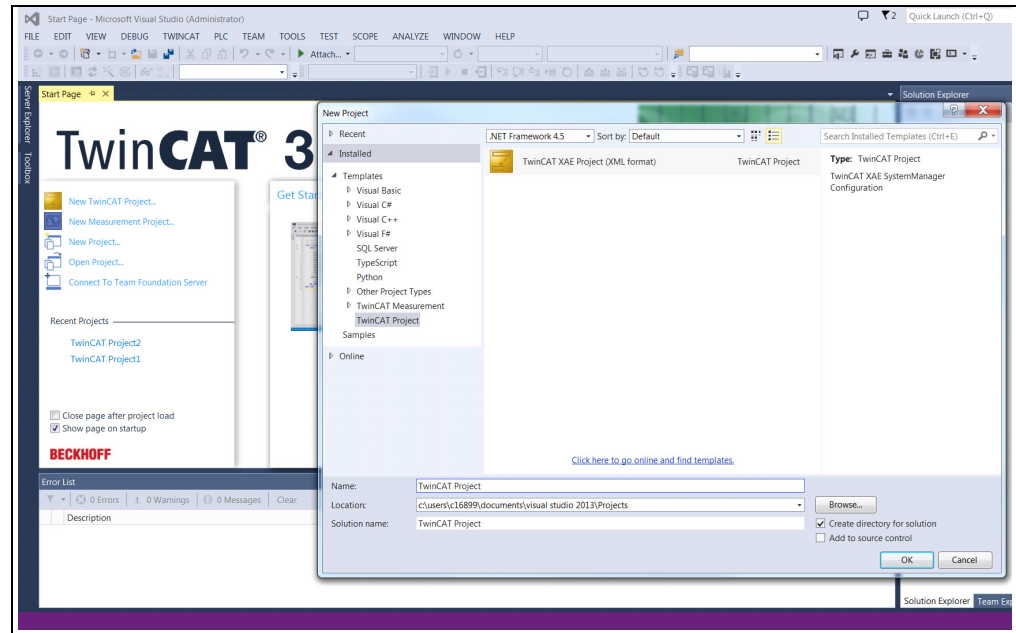 Start Page - Microsoft Visual Studio (Administrator)
2
Quick Launch (Ctrl+Q)
FILE EDIT VIEW DEBUG TWINCAT PLC TEAM TOOLS TEST SCOPE ANALYZE WINDOW HELP
Attach...
Server Explorer
Toolbox
Start Page
Solution Explorer
TwinCAT® 3
New TwinCAT Project...
New Measurement Project...
New Project...
Open Project...
Connect To Team Foundation Server
Recent Projects
TwinCAT Project2
TwinCAT Project1
Close page after project load
Show page on startup
BECKHOFF
Get Star
Error List
0 Errors
0 Warnings
0 Messages
Clear
Description
New Project
Recent
Installed
Templates
Visual Basic
Visual C#
Visual C++
Visual F#
SQL Server
TypeScript
Python
Other Project Types
TwinCAT Measurement
TwinCAT Project
Samples
Online
.NET Framework 4.5
Sort by: Default
Search Installed Templates (Ctrl+E)
TwinCAT XAE Project (XML format)
TwinCAT Project
Type: TwinCAT Project
TwinCAT XAE SystemManager
Configuration
Click here to go online and find templates.
Name: TwinCAT Project
Location: c:\users\c16899\documents\visual studio 2013\Projects
Browse...
Solution name: TwinCAT Project
Create directory for solution
Add to source control
OK
Cancel
Solution Explorer
Team Exp